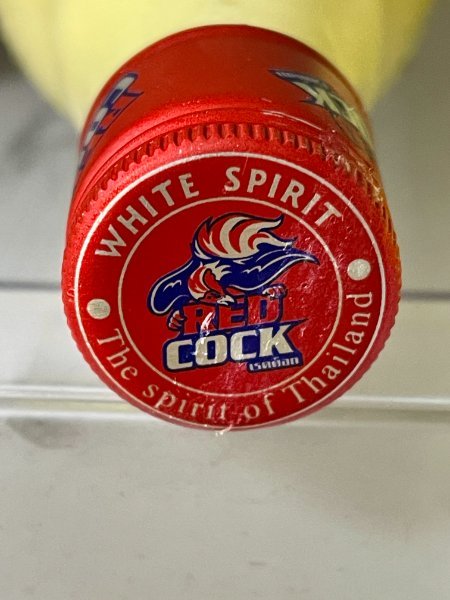 WHITE SPIRIT
RED
COCK
เรดค็อก
The spirit of Thailand